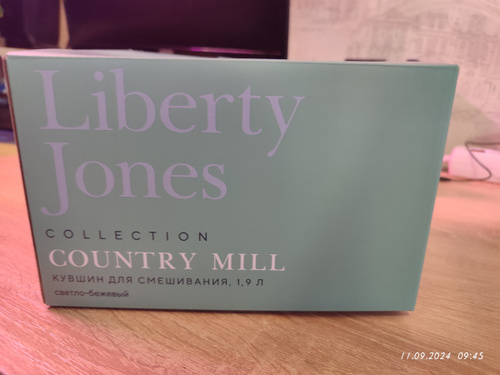 Liberty
Jones
COLLECTION
COUNTRY MILL
КУВШИН ДЛЯ СМЕШИВАНИЯ, 1,9 Л
светло-бежевый
11.09.2024 09:45